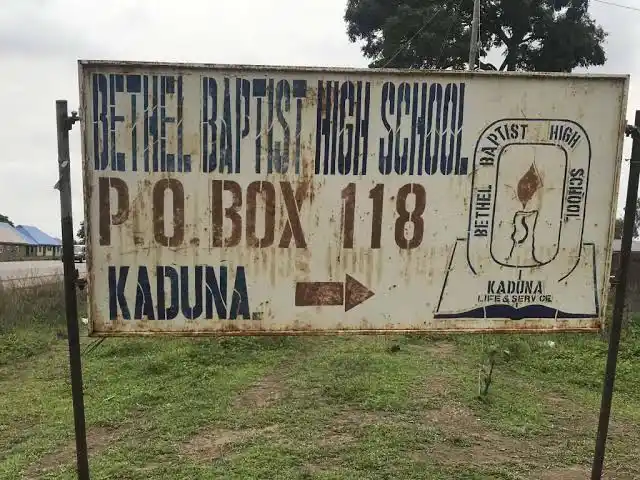 BETHEL BAPTIST HIGH SCHOOL
P.O. BOX 118
KADUNA.
BETHEL BAPTIST HIGH SCHOOL
KADUNA
LIFE & SERVICE